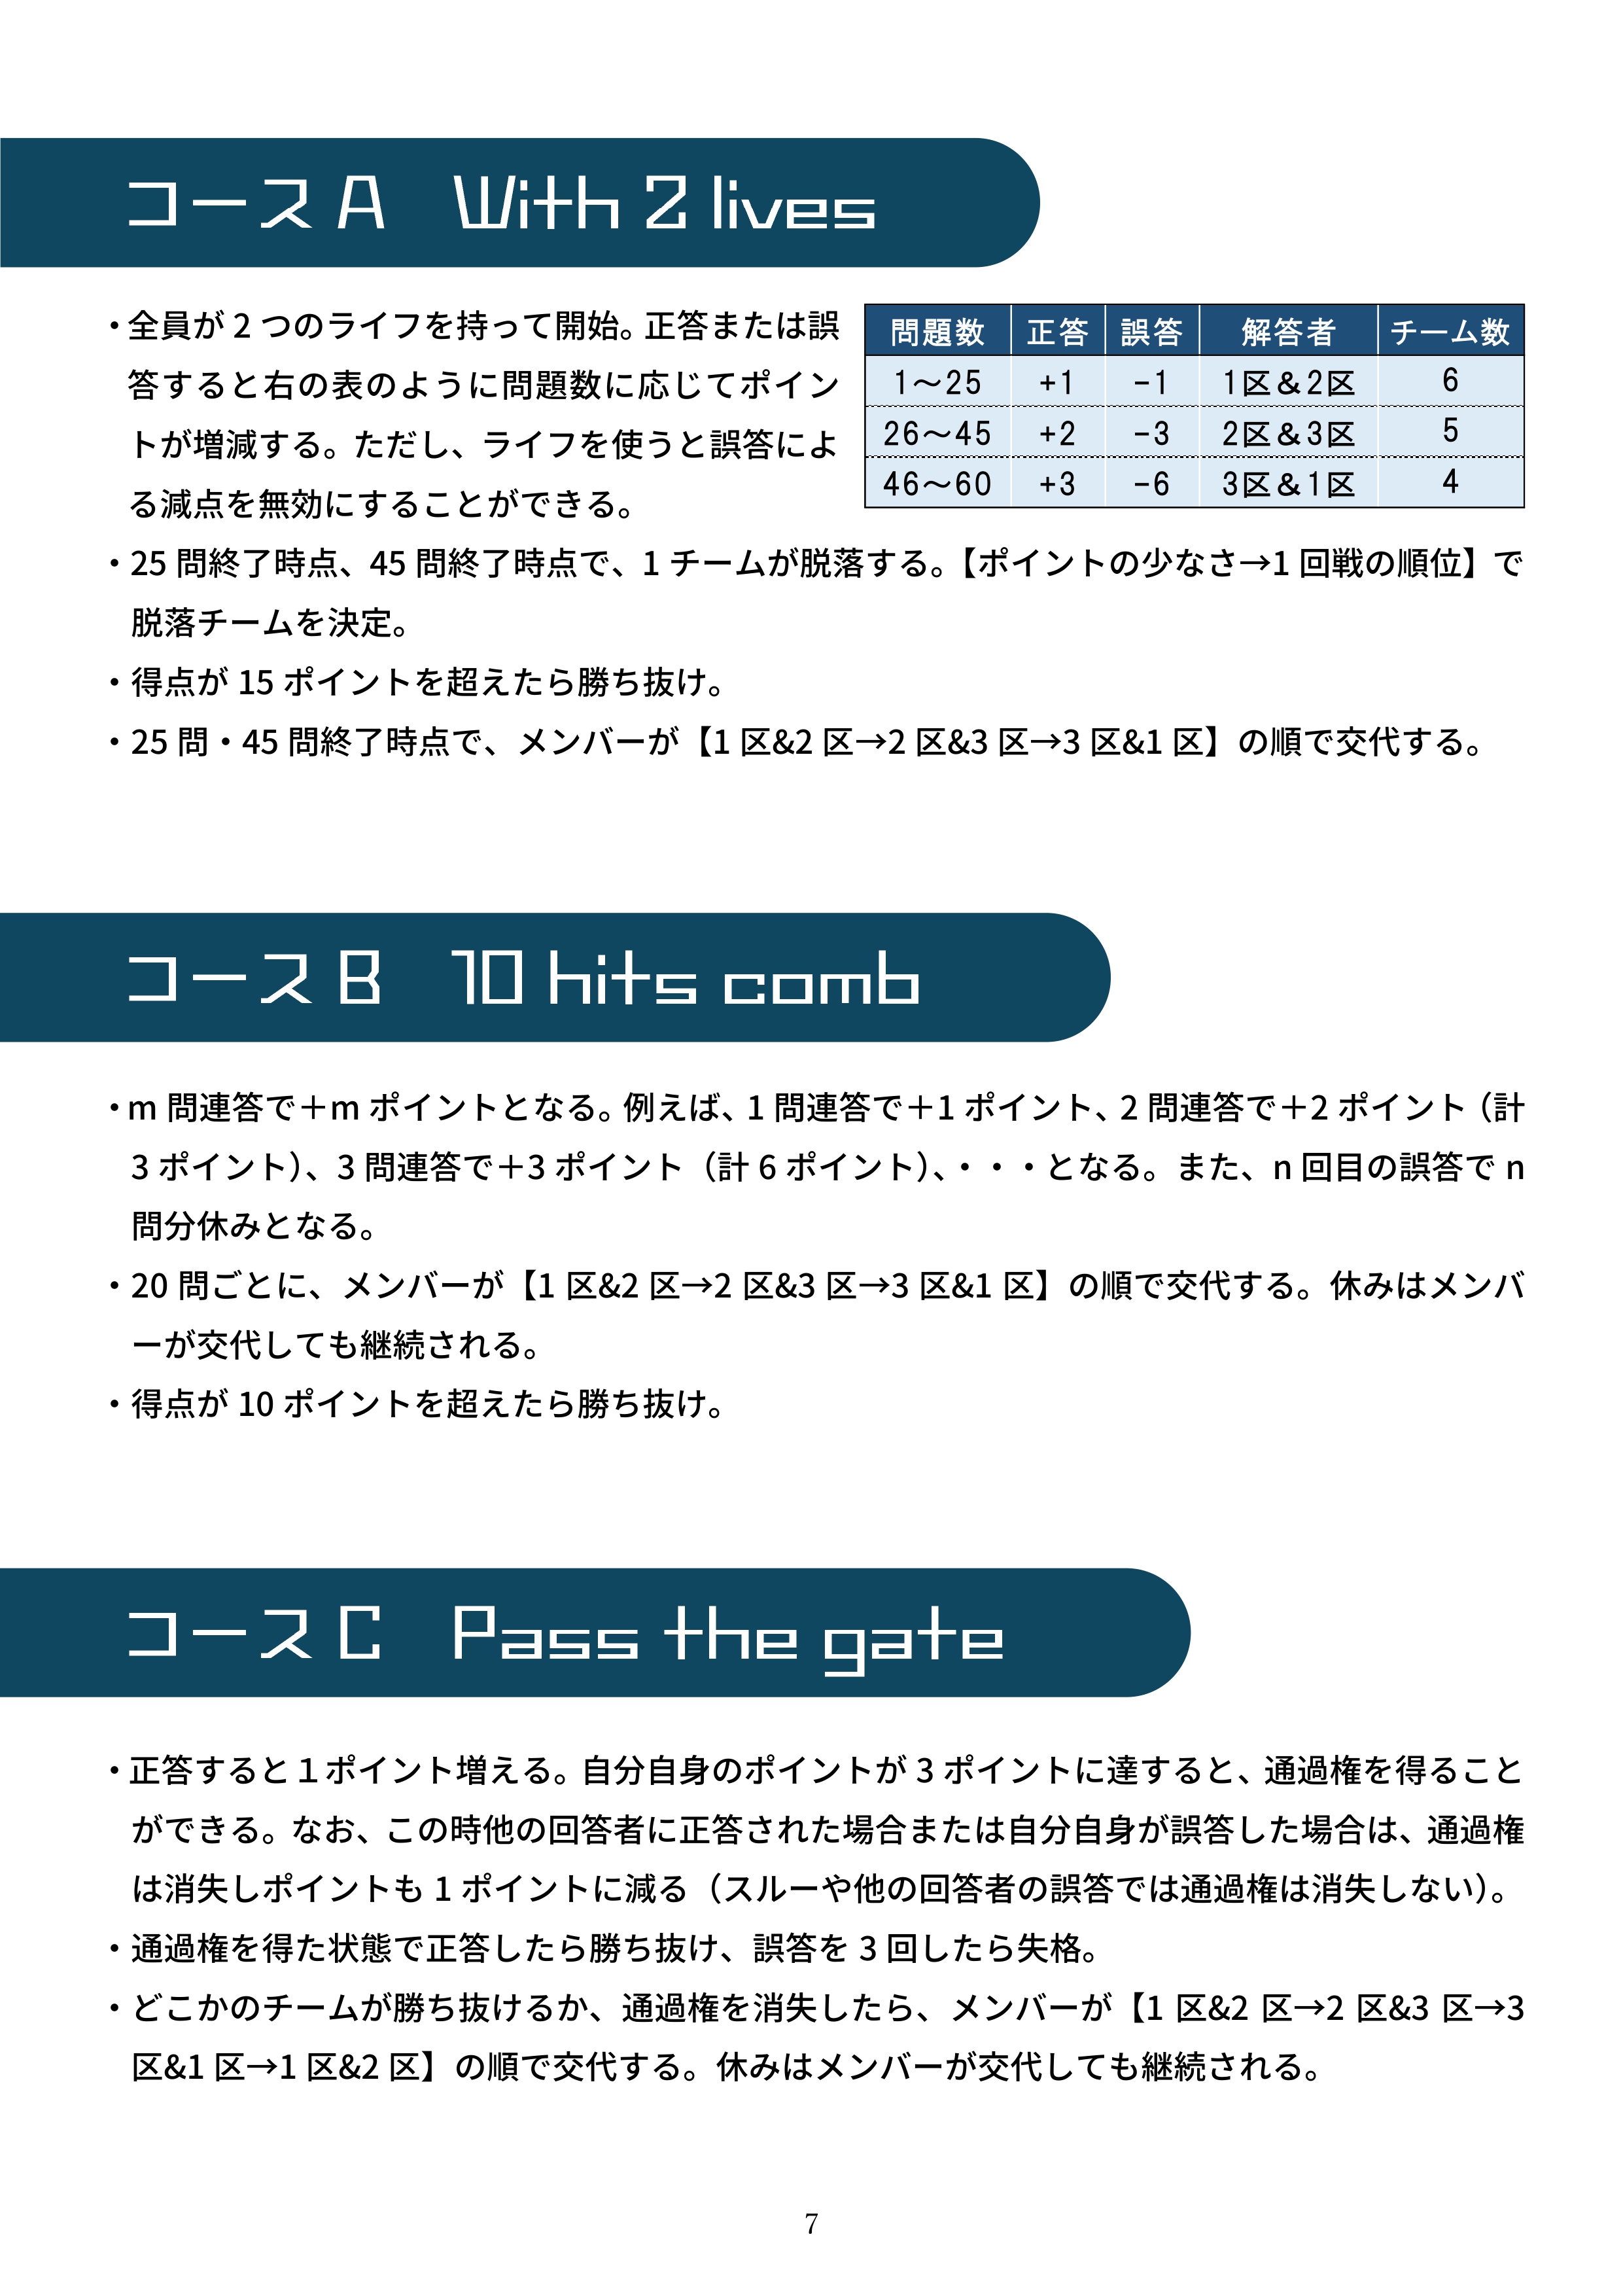 コース A　With 2 lives
・全員が 2 つのライフを持って開始。正答または誤
答すると右の表のように問題数に応じてポイン
トが増減する。ただし、ライフを使うと誤答によ
る減点を無効にすることができる。
問題数 正答 誤答 解答者 チーム数
1～25 +1 -1 1区&2区 6
26～45 +2 -3 2区&3区 5
46～60 +3 -6 3区&1区 4
・25 問終了時点、45 問終了時点で、1 チームが脱落する。【ポイントの少なさ→1 回戦の順位】で
脱落チームを決定。
・得点が 15 ポイントを超えたら勝ち抜け。
・25 問・45 問終了時点で、メンバーが【1 区&2 区→2 区&3 区→3 区&1 区】の順で交代する。
コース B　10 hits comb
・m 問連答で＋m ポイントとなる。例えば、1 問連答で＋1 ポイント、2 問連答で＋2 ポイント（計
3 ポイント）、3 問連答で＋3 ポイント（計 6 ポイント）、・・・となる。また、n 回目の誤答で n
問分休みとなる。
・20 問ごとに、メンバーが【1 区&2 区→2 区&3 区→3 区&1 区】の順で交代する。休みはメンバ
ーが交代しても継続される。
・得点が 10 ポイントを超えたら勝ち抜け。
コース C　Pass the gate
・正答すると１ポイント増える。自分自身のポイントが 3 ポイントに達すると、通過権を得ること
ができる。なお、この時他の回答者に正答された場合または自分自身が誤答した場合は、通過権
は消失しポイントも 1 ポイントに減る（スルーや他の回答者の誤答では通過権は消失しない）。
・通過権を得た状態で正答したら勝ち抜け、誤答を 3 回したら失格。
・どこかのチームが勝ち抜けるか、通過権を消失したら、メンバーが【1 区&2 区→2 区&3 区→3
区&1 区→1 区&2 区】の順で交代する。休みはメンバーが交代しても継続される。
7